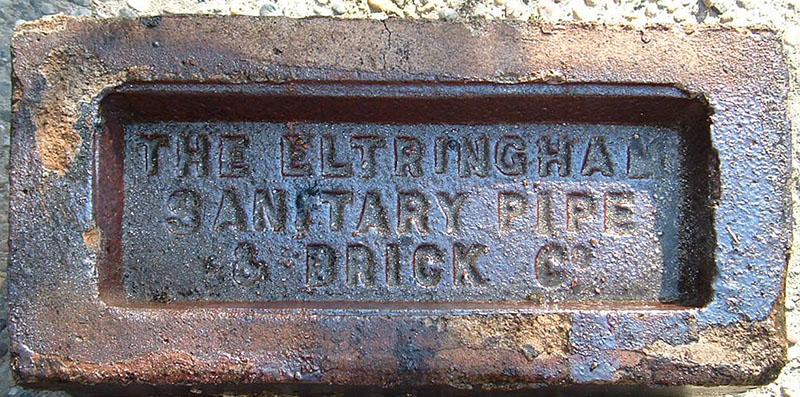 THE ELTRINGHAM
SANITARY PIPE
& BRICK Co